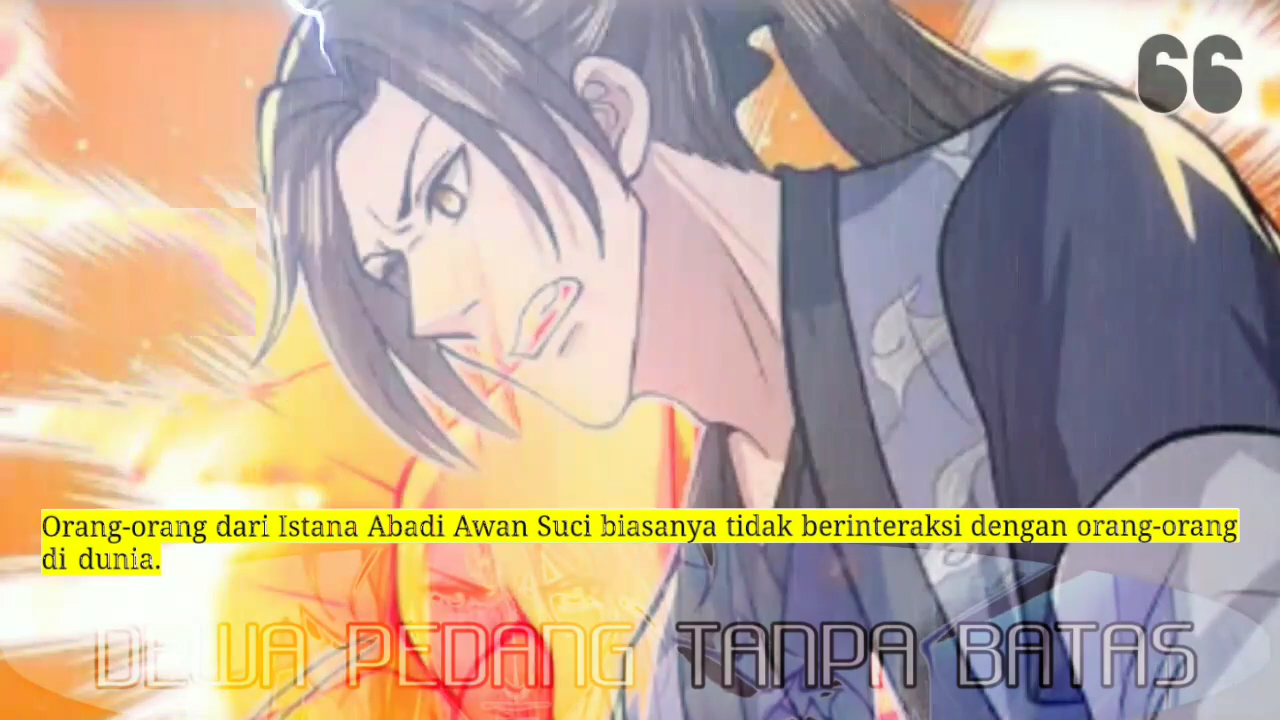 66
Orang-orang dari Istana Abadi Awan Suci biasanya tidak berinteraksi dengan orang-orang
di dunia.
DEWA PEDANG TANPA BATAS